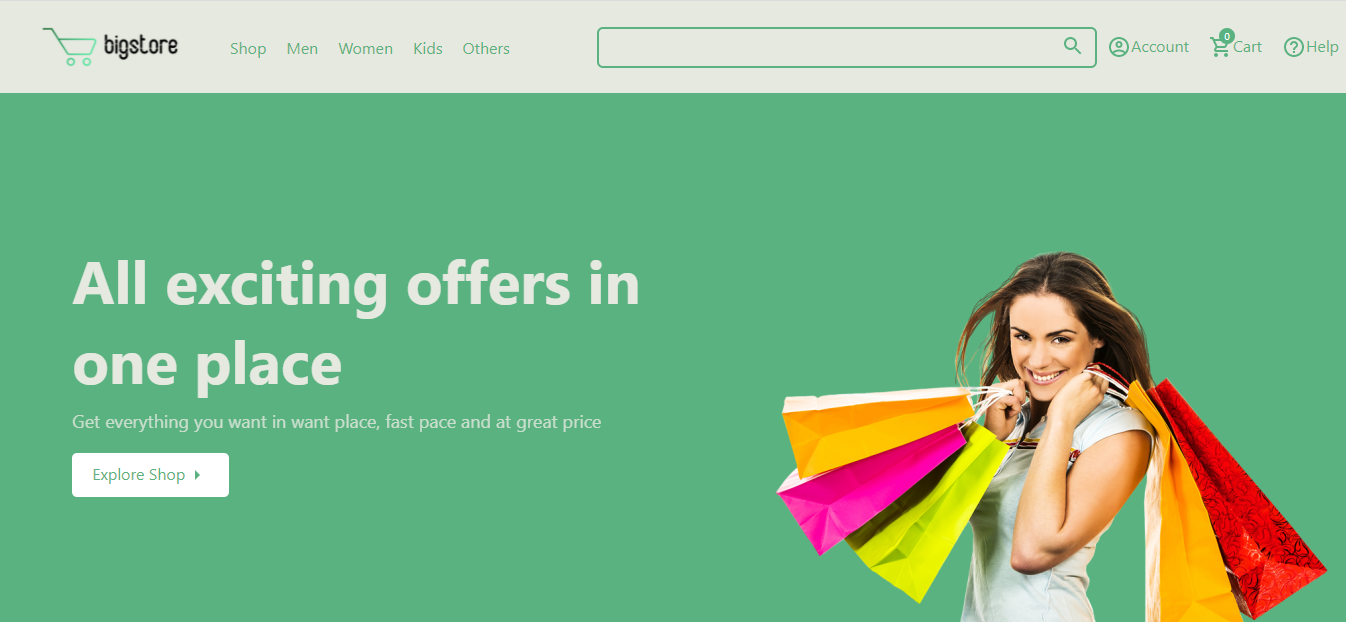 bigstore
Shop Men Women Kids Others
0
Account Cart Help
All exciting offers in
one place
Get everything you want in want place, fast pace and at great price
Explore Shop